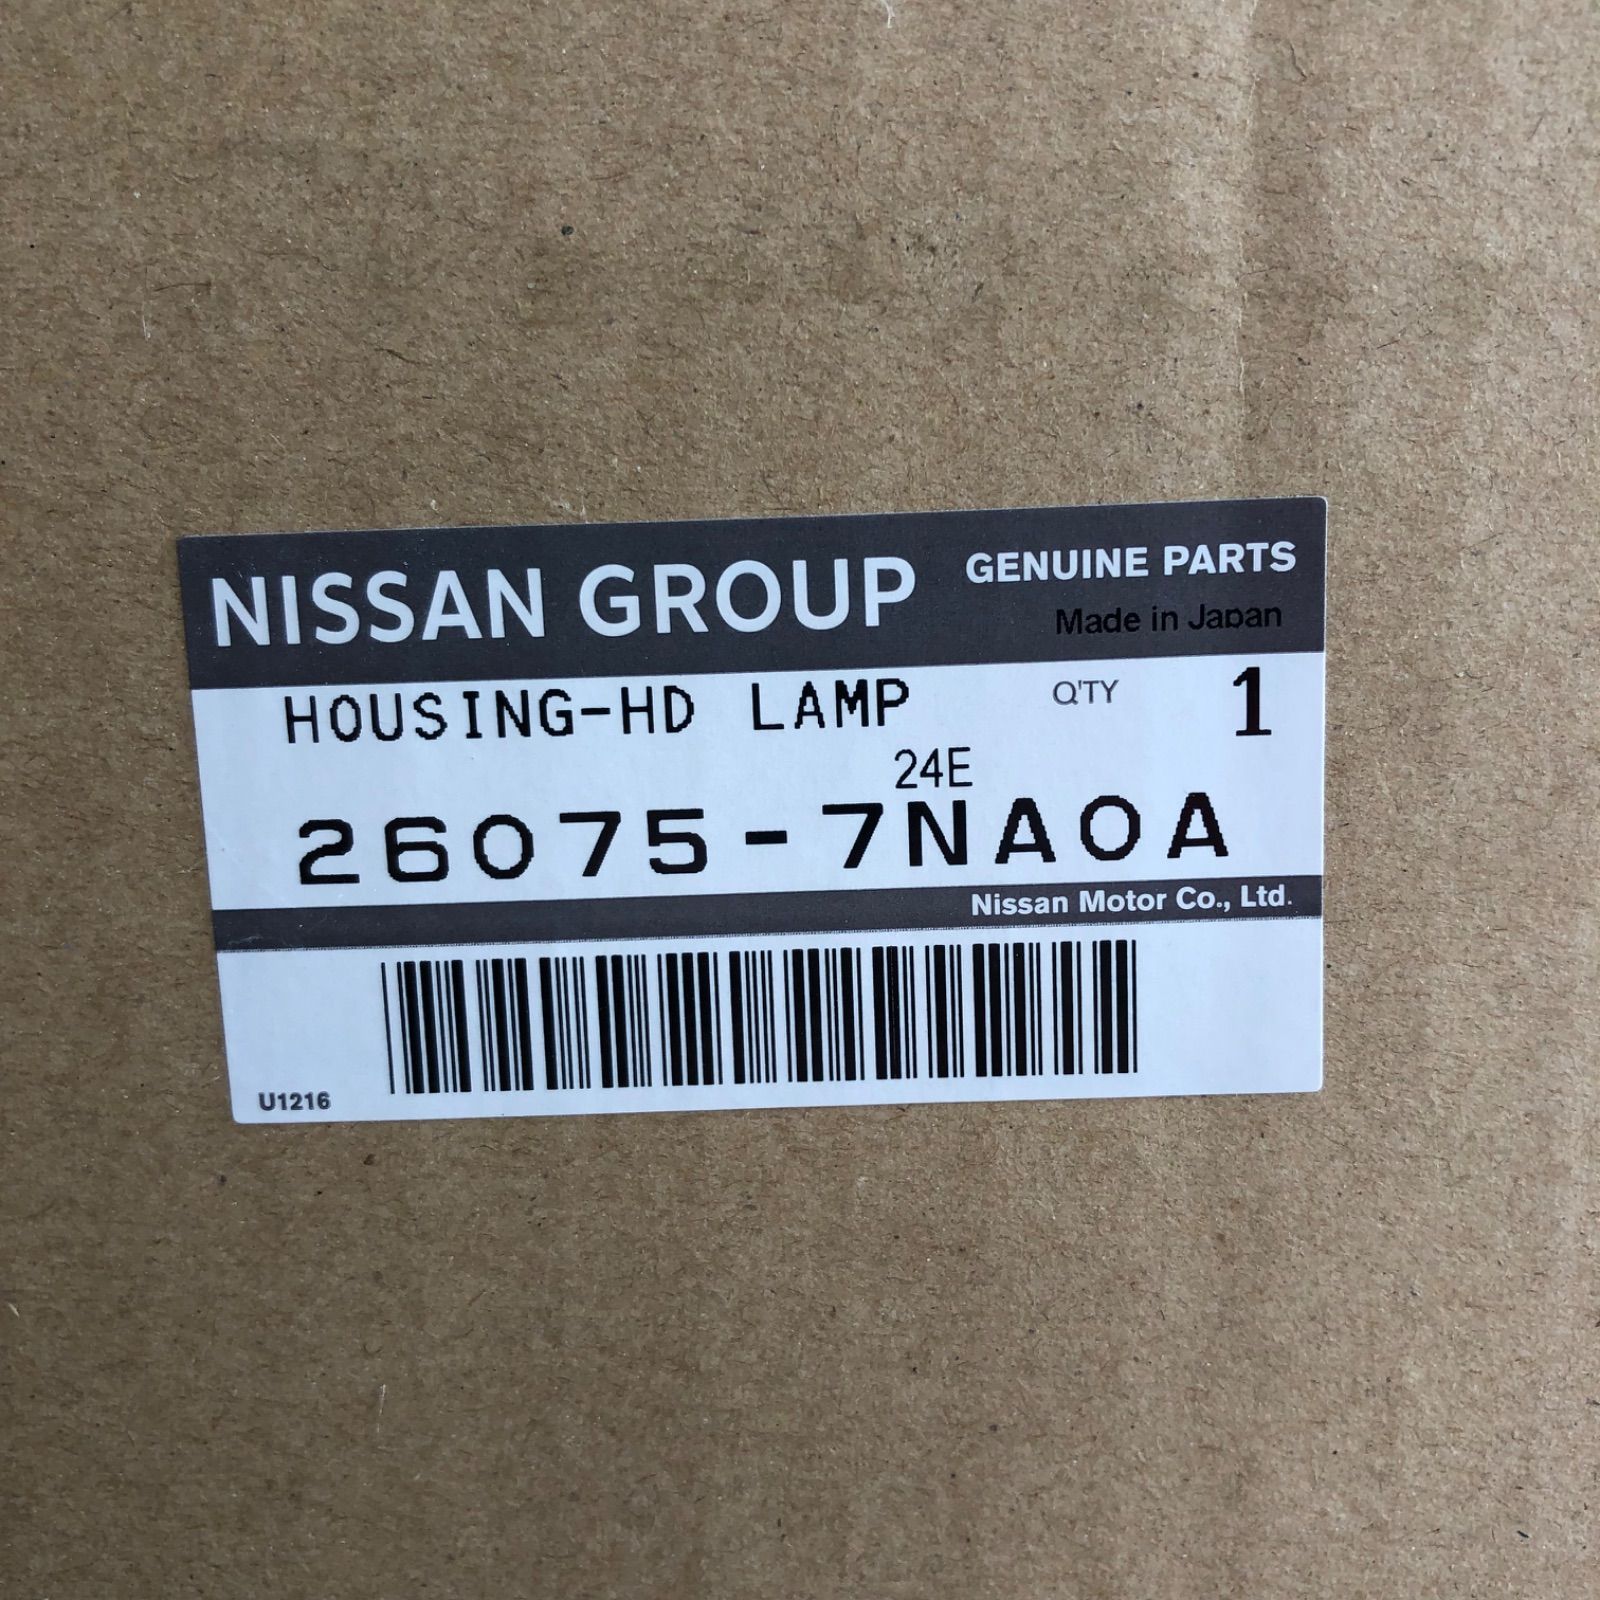 NISSAN GROUP GENUINE PARTS
Made in Japan
HOUSING-HD LAMP Q'TY 1
24E
26075-7NA0A
Nissan Motor Co., Ltd.
U1216